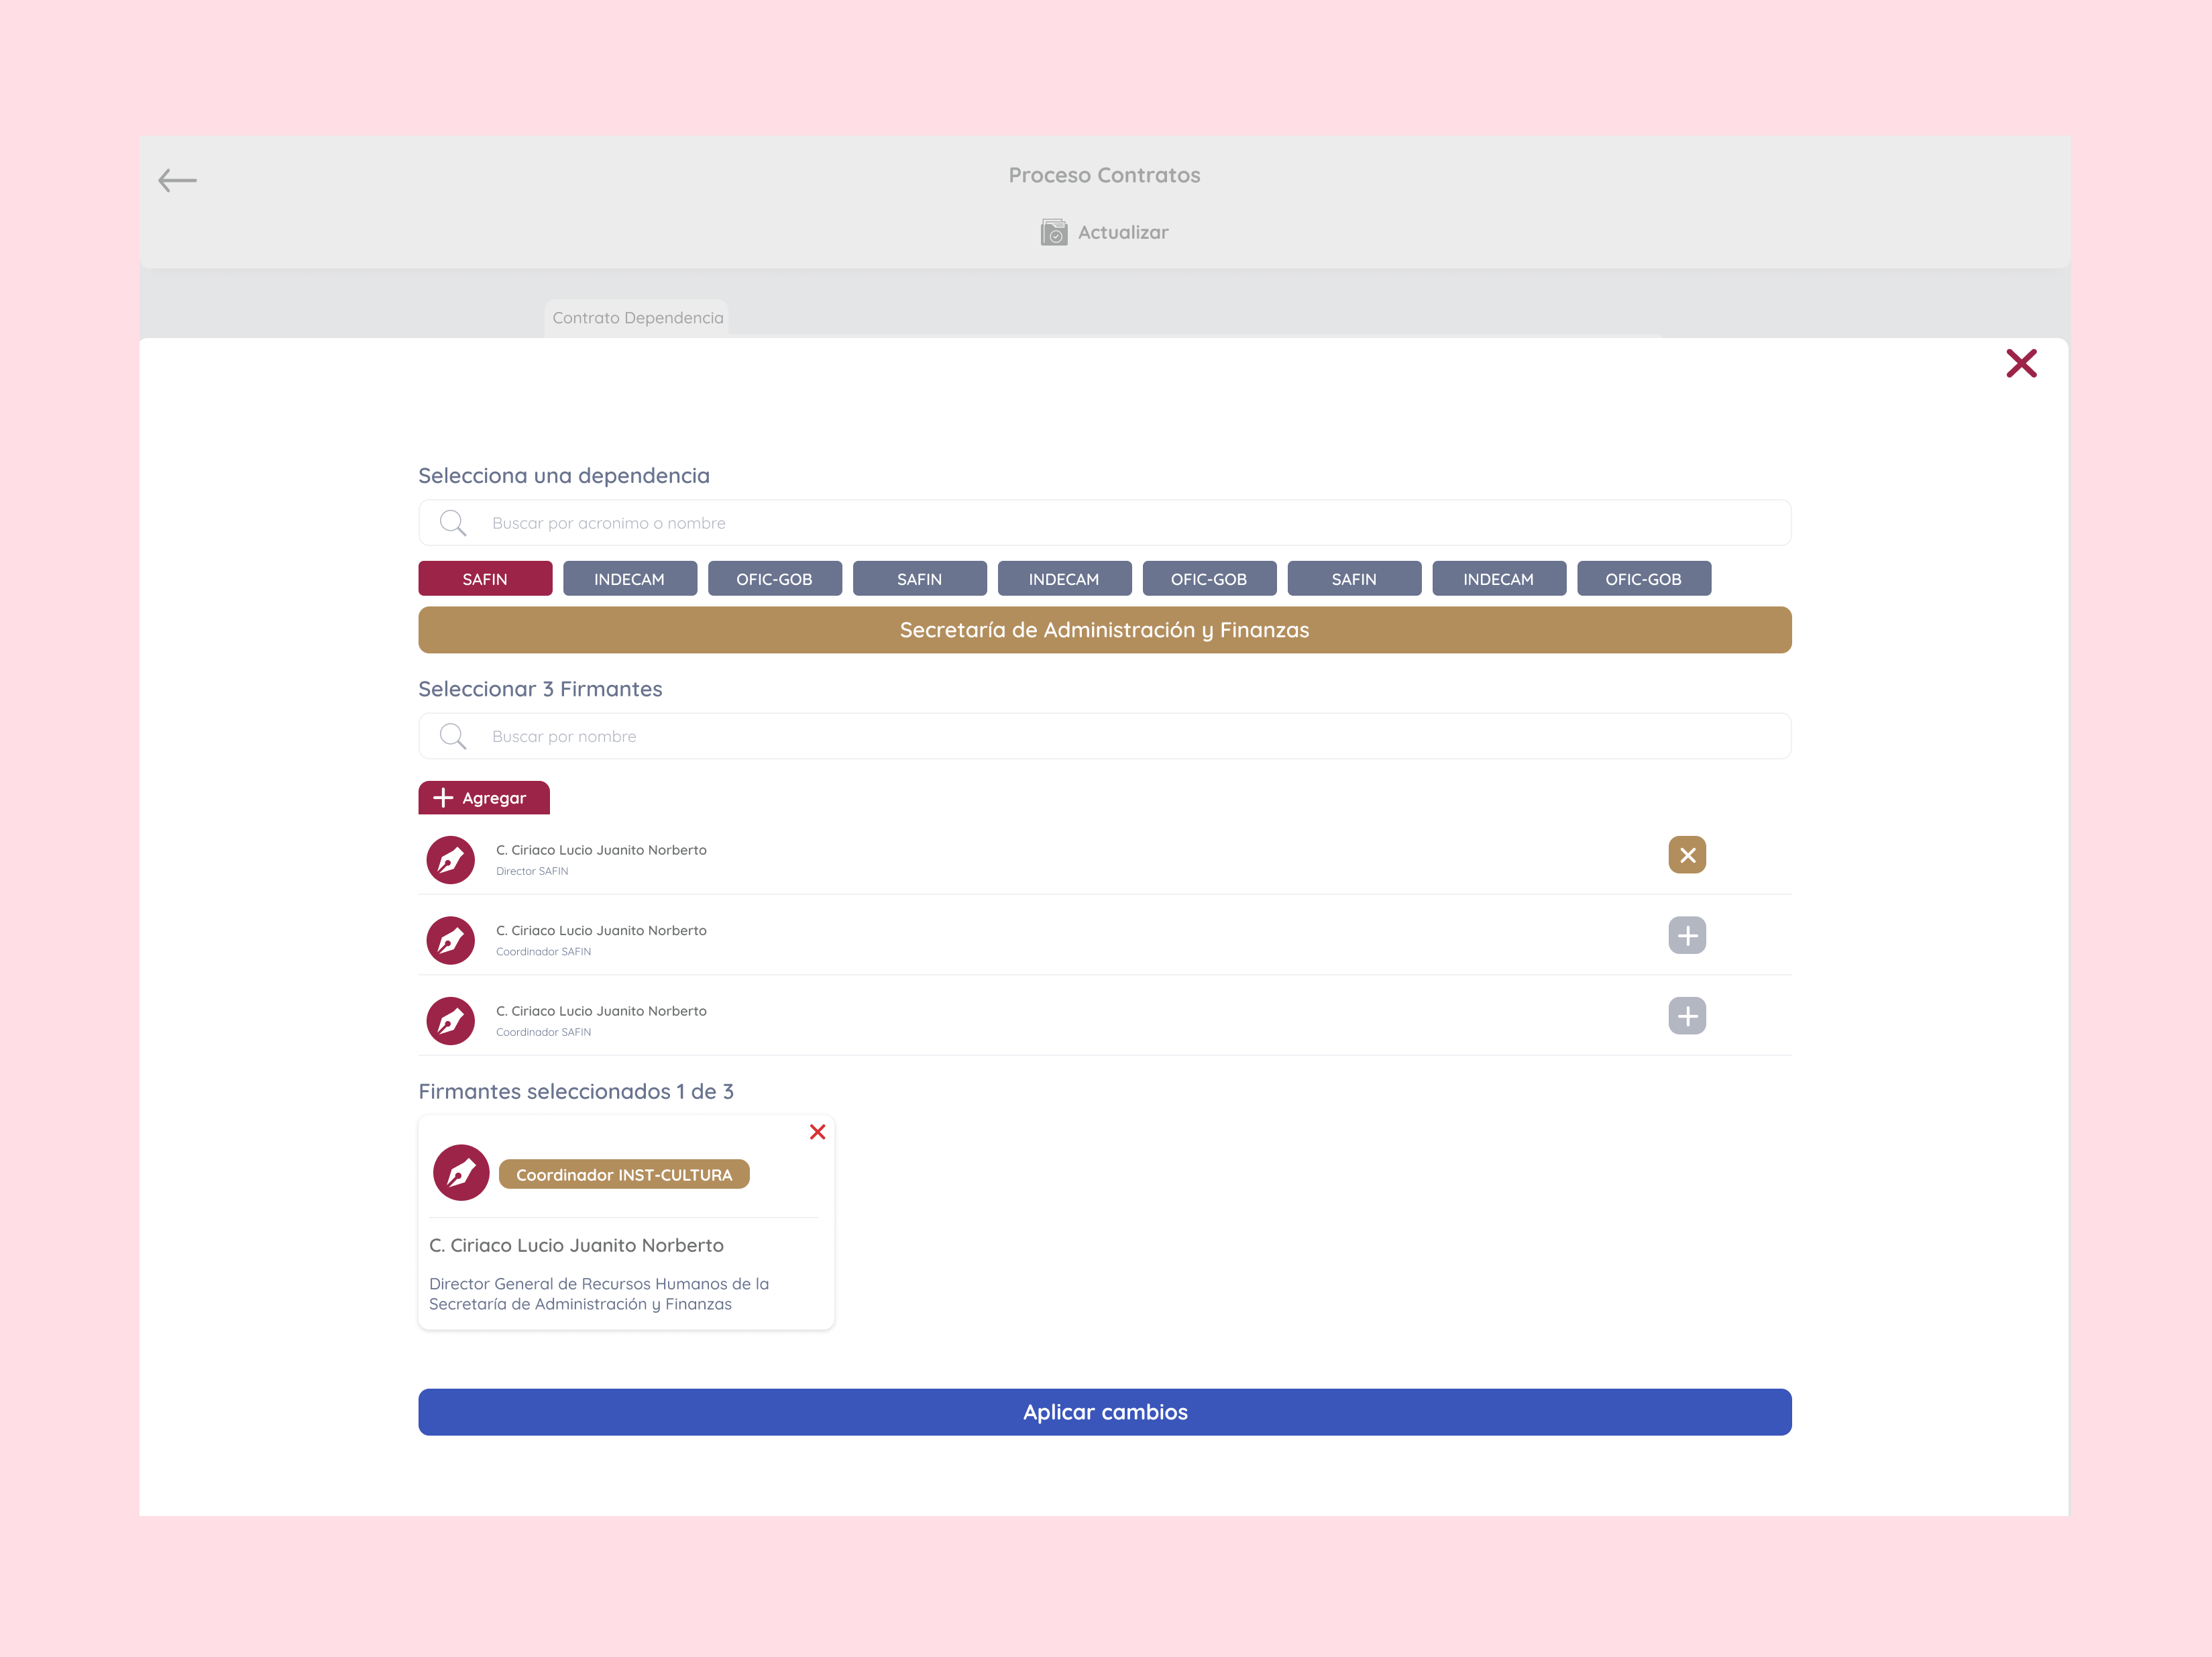 Proceso Contratos
Actualizar
Contrato Dependencia
Selecciona una dependencia
Buscar por acronimo o nombre
SAFIN INDECAM OFIC-GOB SAFIN INDECAM OFIC-GOB SAFIN INDECAM OFIC-GOB
Secretaría de Administración y Finanzas
Seleccionar 3 Firmantes
Buscar por nombre
Agregar
C. Ciriaco Lucio Juanito Norberto
Director SAFIN
C. Ciriaco Lucio Juanito Norberto
Coordinador SAFIN
C. Ciriaco Lucio Juanito Norberto
Coordinador SAFIN
Firmantes seleccionados 1 de 3
Coordinador INST-CULTURA
C. Ciriaco Lucio Juanito Norberto
Director General de Recursos Humanos de la
Secretaría de Administración y Finanzas
Aplicar cambios